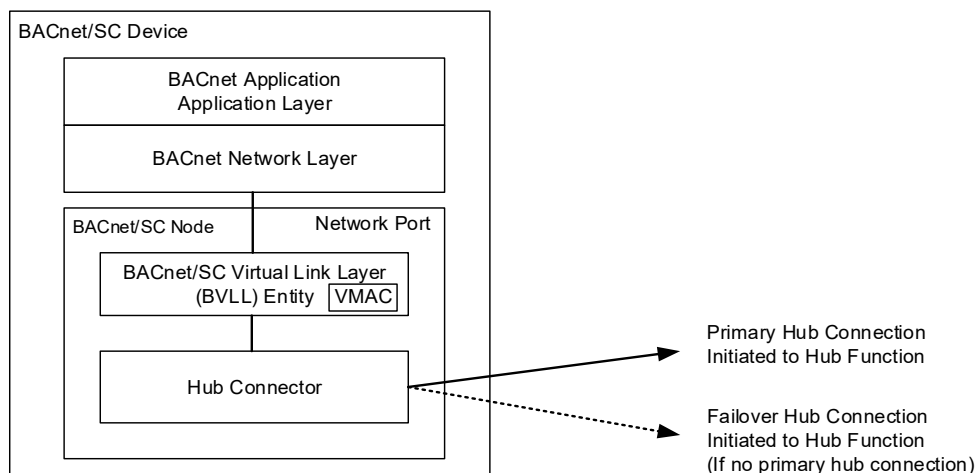 BACnet/SC Device
BACnet Application
Application Layer
BACnet Network Layer
BACnet/SC Node
Network Port
BACnet/SC Virtual Link Layer
(BVLL) Entity VMAC
Hub Connector
Primary Hub Connection
Initiated to Hub Function
Failover Hub Connection
Initiated to Hub Function
(If no primary hub connection)